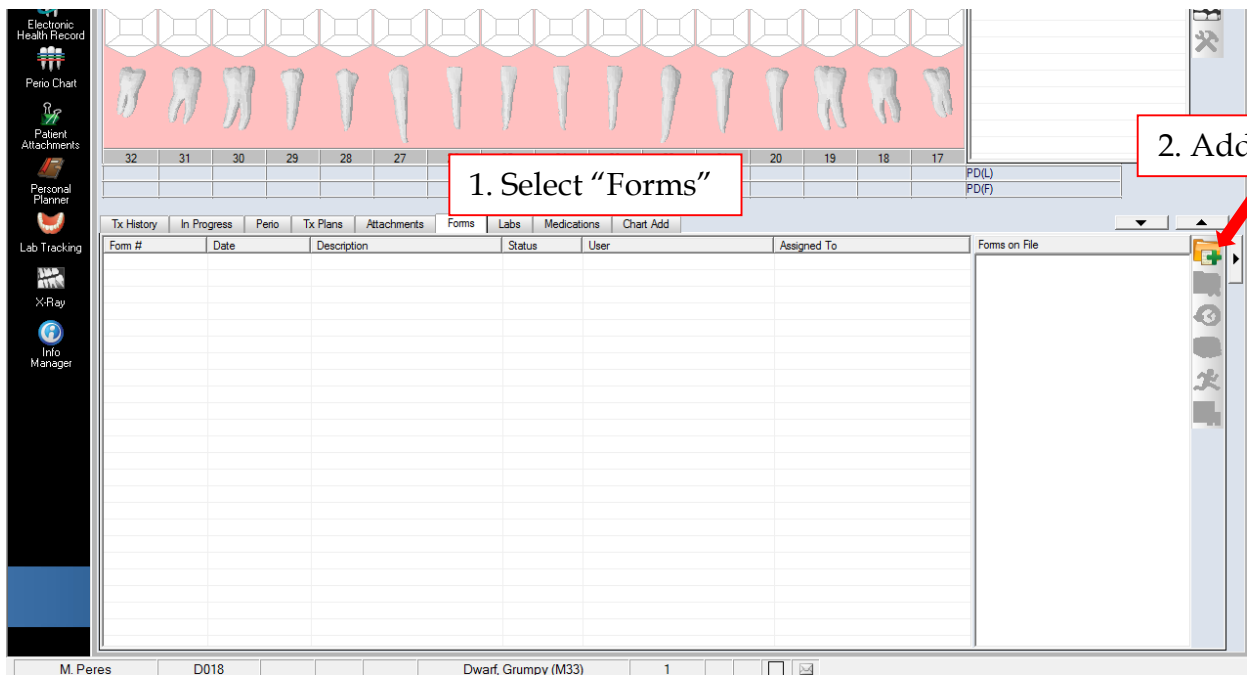 Electronic
Health Record
Perio Chart
Patient
Attachments
Personal
Planner
Lab Tracking
X-Ray
Info
Manager
32 31 30 29 28 27 20 19 18 17
PD(L)
PD(F)
1. Select “Forms”
2. Add
Tx History In Progress Perio Tx Plans Attachments Forms Labs Medications Chart Add
Form # Date Description Status User Assigned To Forms on File
M. Peres D018 Dwarf, Grumpy (M33) 1